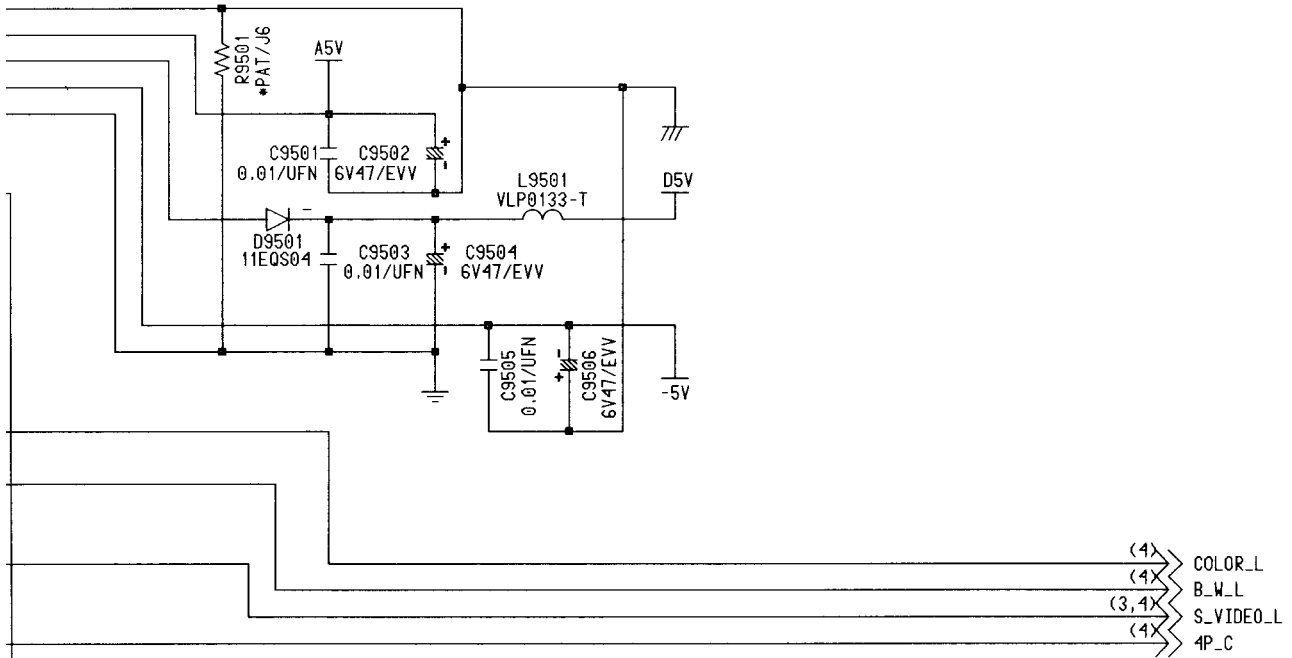 R9501
*PAT/J6
A5V
C9501
0.01/UFN
C9502
6V47/EVV
+
-
L9501
VLP0133-T
D5V
-
D9501
11EQS04
C9503
0.01/UFN
+
-
C9504
6V47/EVV
C9505
0.01/UFN
-
+
C9506
6V47/EVV
-5V
(4) COLOR_L
(4) B_W_L
(3,4) S_VIDEO_L
(4) 4P_C